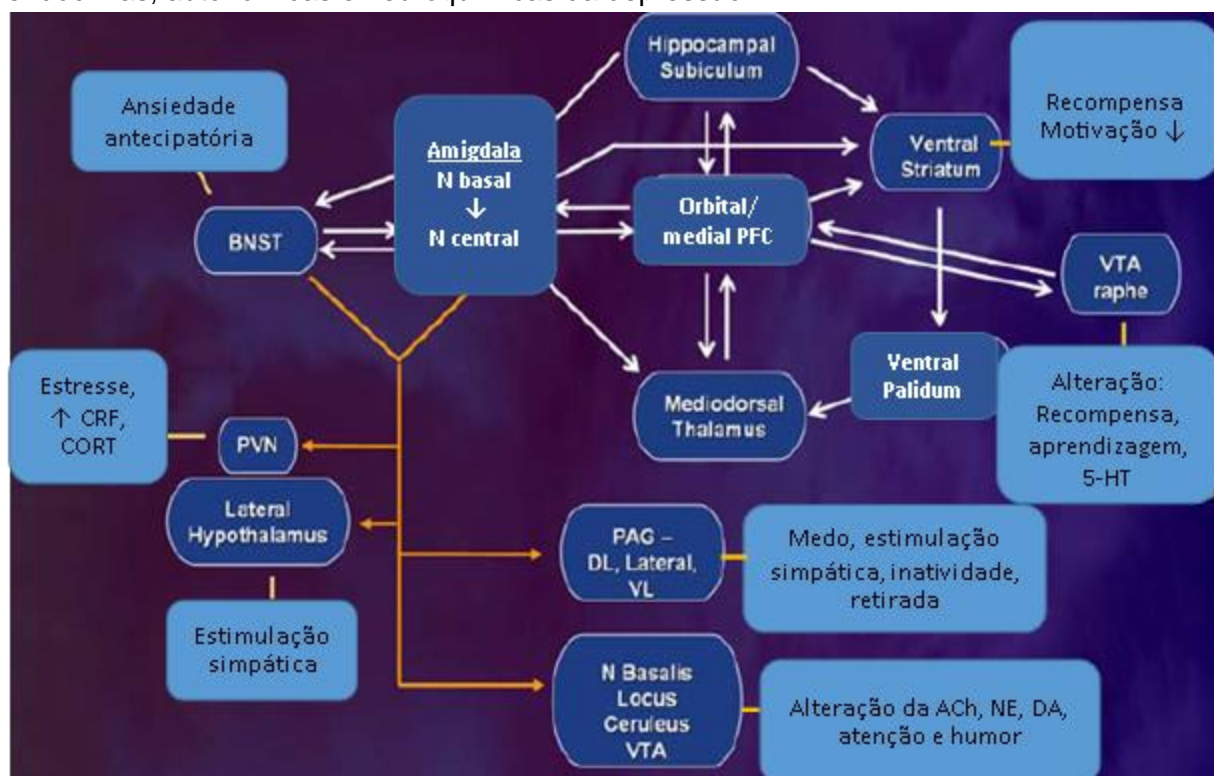 Hippocampal
Subiculum
Ansiedade
antecipatória
Amigdala
N basal
↓
N central
Recompensa
Motivação ↓
Ventral
Striatum
BNST
Orbital/
medial PFC
VTA
raphe
Ventral
Palidum
Mediodorsal
Thalamus
Alteração:
Recompensa,
aprendizagem,
5-HT
Estresse,
↑ CRF,
CORT
PVN
Lateral
Hypothalamus
PAG –
DL, Lateral,
VL
Medo, estimulação
simpática, inatividade,
retirada
Estimulação
simpática
N Basalis
Locus
Ceruleus
VTA
Alteração da ACh, NE, DA,
atenção e humor